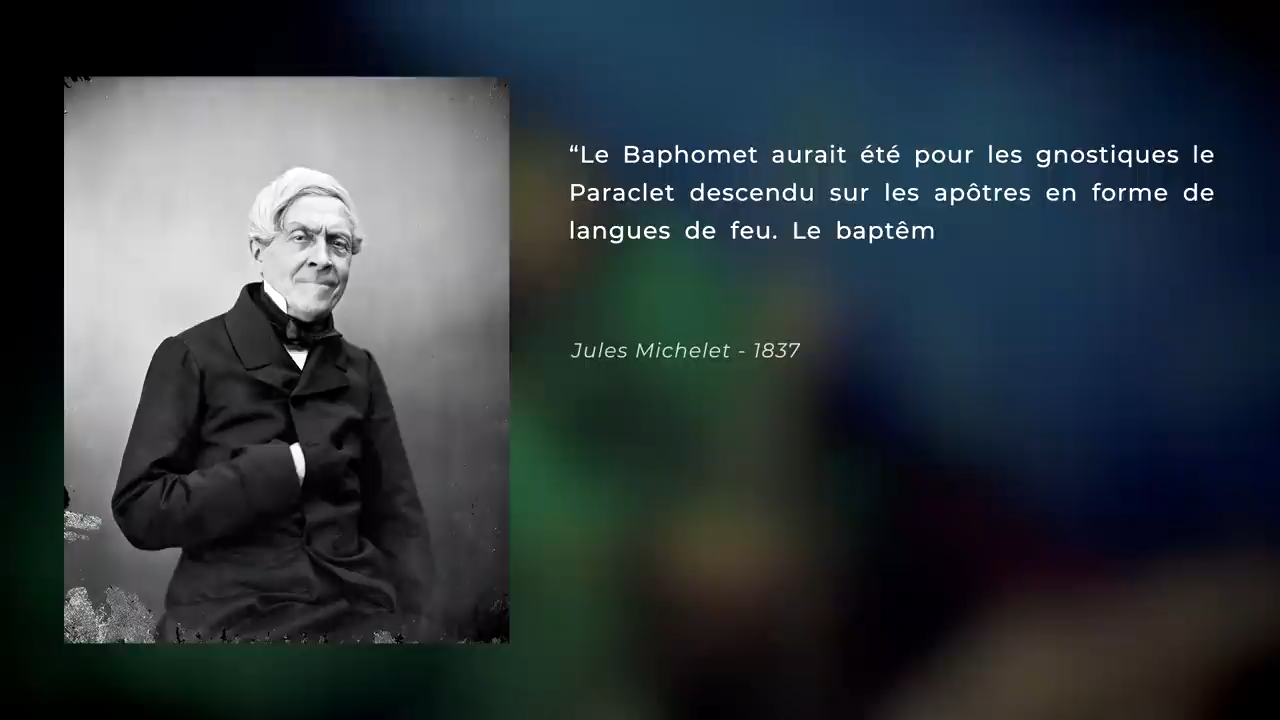 “Le Baphomet aurait été pour les gnostiques le
Paraclet descendu sur les apôtres en forme de
langues de feu. Le baptêm
Jules Michelet - 1837